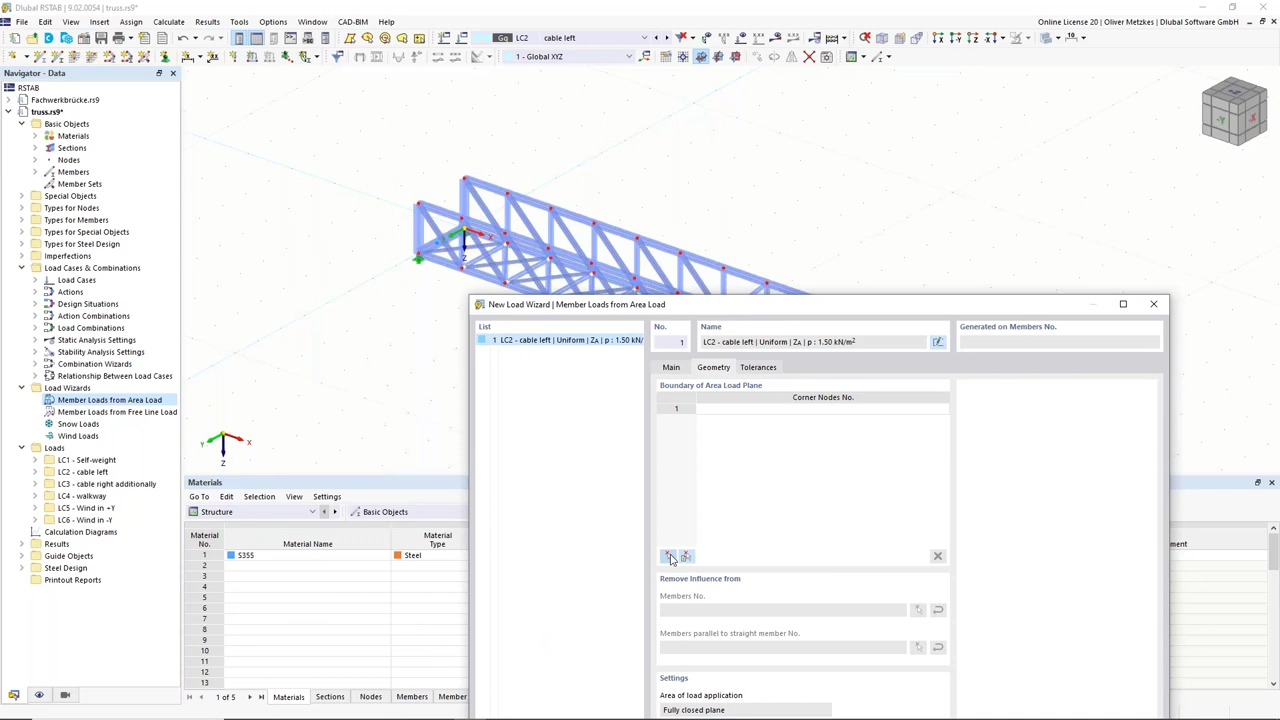 Dlubal RSTAB | 9.02.0054 | truss.rs9*
File Edit View Insert Assign Calculate Results Tools Options Window CAD-BIM Help
Online License 20 | Oliver Metzkes | Dlubal Software GmbH
Gq LC2 cable left
1 - Global XYZ
Navigator - Data
RSTAB
Fachwerkbrücke.rs9
truss.rs9*
Basic Objects
Materials
Sections
Nodes
Members
Member Sets
Special Objects
Types for Nodes
Types for Members
Types for Special Objects
Types for Steel Design
Imperfections
Load Cases & Combinations
Load Cases
Actions
Design Situations
Action Combinations
Load Combinations
Static Analysis Settings
Stability Analysis Settings
Combination Wizards
Relationship Between Load Cases
Load Wizards
Member Loads from Area Load
Member Loads from Free Line Load
Snow Loads
Wind Loads
Loads
LC1 - Self-weight
LC2 - cable left
LC3 - cable right additionally
LC4 - walkway
LC5 - Wind in +Y
LC6 - Wind in -Y
Calculation Diagrams
Results
Guide Objects
Steel Design
Printout Reports
X
Z
Y X
Z
-Y -X
New Load Wizard | Member Loads from Area Load
List
1 LC2 - cable left | Uniform | ZA | p : 1.50 kN/
No.
1
Name
LC2 - cable left | Uniform | ZA | p : 1.50 kN/m²
Generated on Members No.
Main Geometry Tolerances
Boundary of Area Load Plane
Corner Nodes No.
1
Remove Influence from
Members No.
Members parallel to straight member No.
Settings
Area of load application
Fully closed plane
Materials
Go To Edit Selection View Settings
Structure Basic Objects
Material No. Material Name Material Type
1 S355 Steel
2
3
4
5
6
7
8
9
10
11
12
13
1 of 5 Materials Sections Nodes Members Member